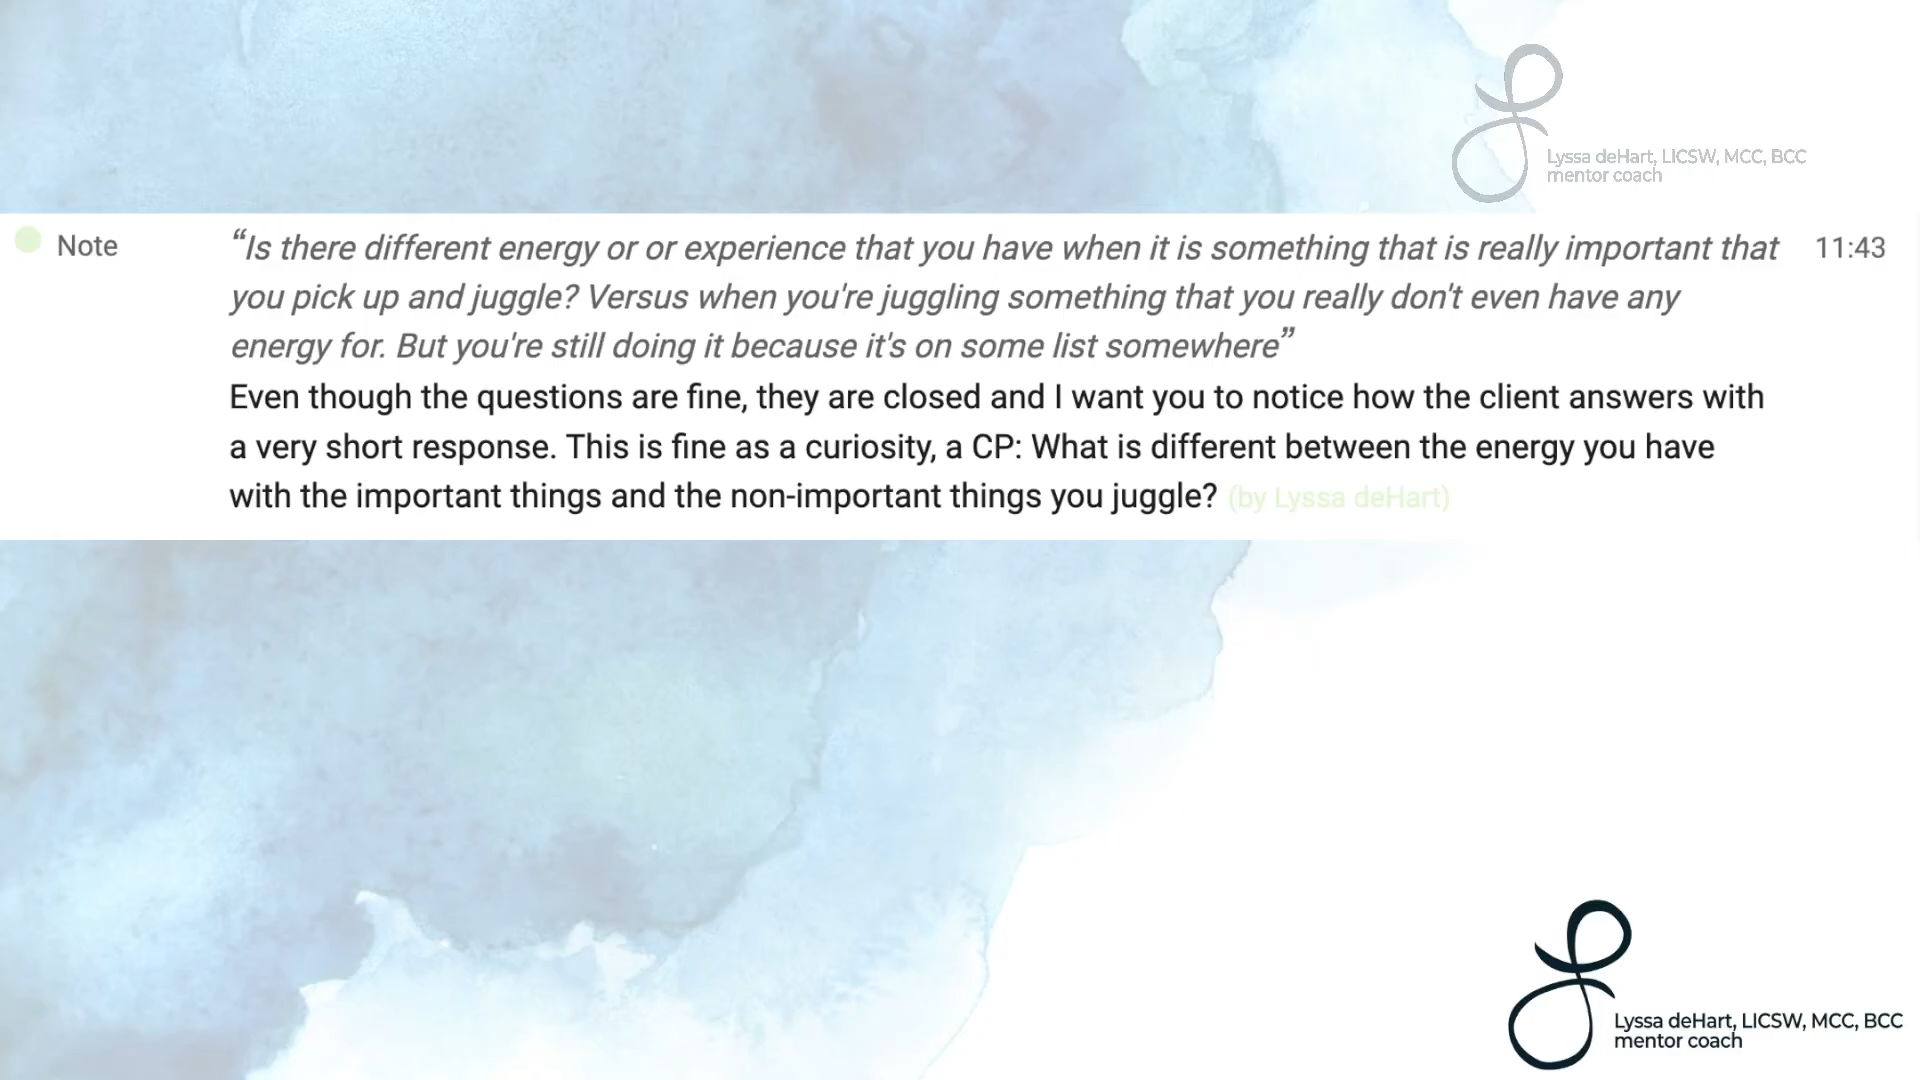 Lyssa deHart, LICSW, MCC, BCC
mentor coach
Note
“Is there different energy or or experience that you have when it is something that is really important that
11:43
you pick up and juggle? Versus when you're juggling something that you really don't even have any
energy for. But you're still doing it because it's on some list somewhere”
Even though the questions are fine, they are closed and I want you to notice how the client answers with
a very short response. This is fine as a curiosity, a CP: What is different between the energy you have
with the important things and the non-important things you juggle? (by Lyssa deHart)
Lyssa deHart, LICSW, MCC, BCC
mentor coach